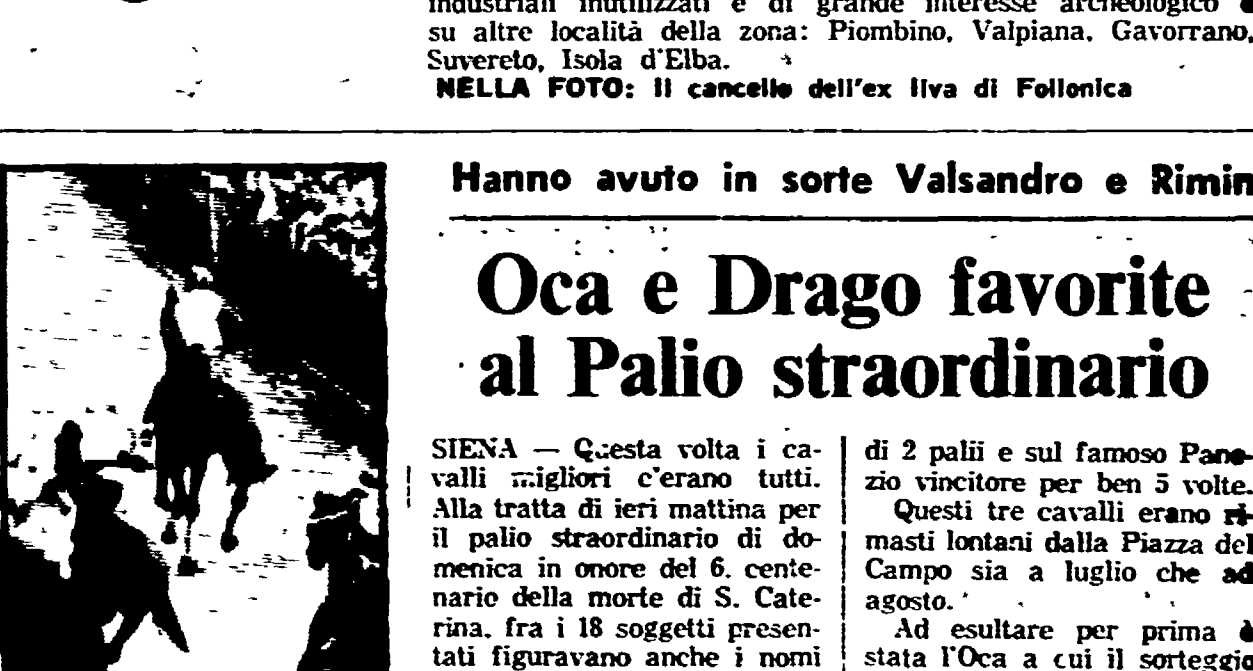 industriali inutilizzati e di grande interesse archeologico e
su altre località della zona: Piombino, Valpiana, Gavorrano,
Suvereto, Isola d'Elba.
NELLA FOTO: Il cancello dell'ex Ilva di Follonica
Hanno avuto in sorte Valsandro e Rimin
Oca e Drago favorite
al Palio straordinario
SIENA — Questa volta i ca-
valli migliori c'erano tutti.
Alla tratta di ieri mattina per
il palio straordinario di do-
menica in onore del 6. cente-
nario della morte di S. Cate-
rina, fra i 18 soggetti presen-
tati figuravano anche i nomi
di 2 palii e sul famoso Pane-
zio vincitore per ben 5 volte.
Questi tre cavalli erano ri-
masti lontani dalla Piazza del
Campo sia a luglio che ad
agosto.
Ad esultare per prima è
stata l'Oca a cui il sorteggio